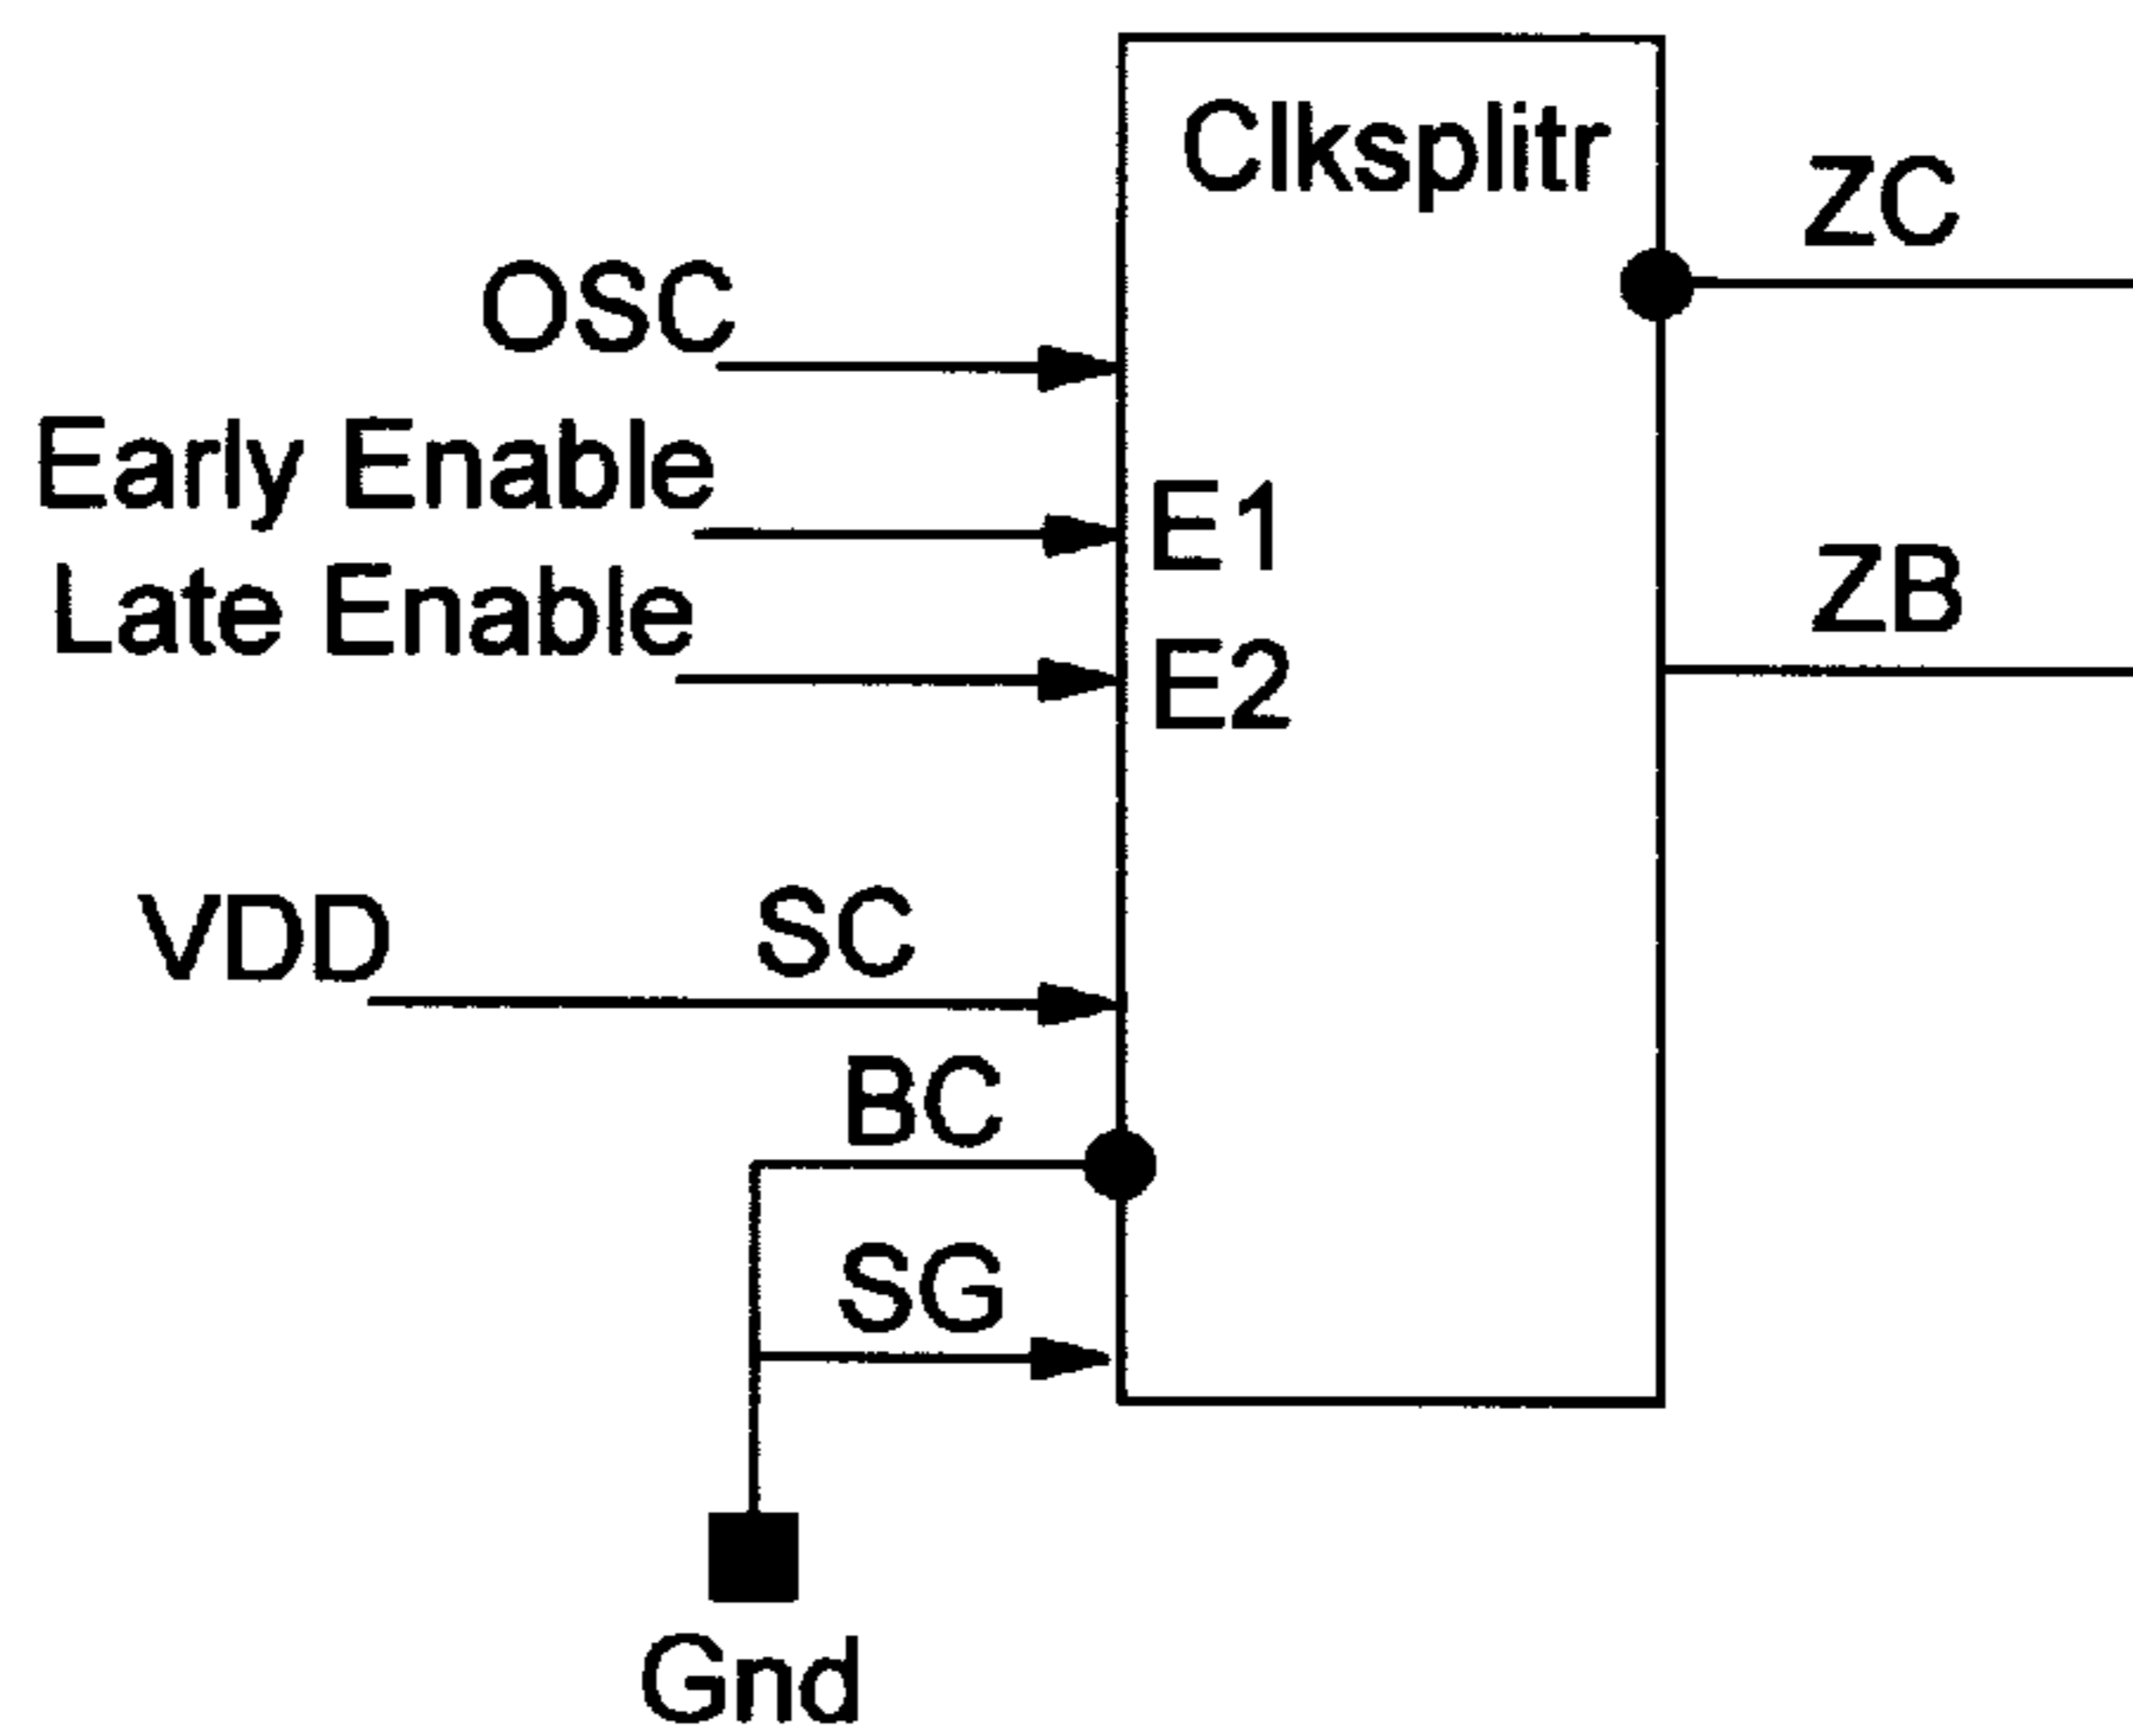 Clksplitr
ZC
OSC
Early Enable
E1
Late Enable
ZB
E2
VDD
SC
BC
SG
Gnd